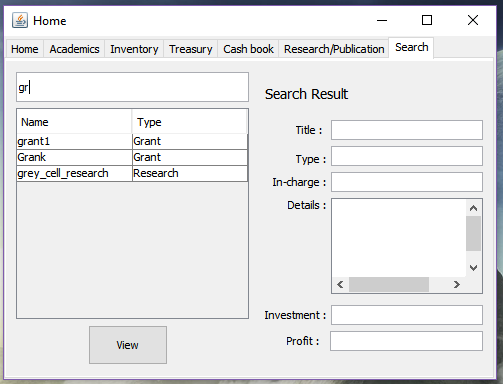 Home
Home Academics Inventory Treasury Cash book Research/Publication Search
gr
Name Type
grant1 Grant
Grank Grant
grey_cell_research Research
View
Search Result
Title :
Type :
In-charge :
Details :
Investment :
Profit :